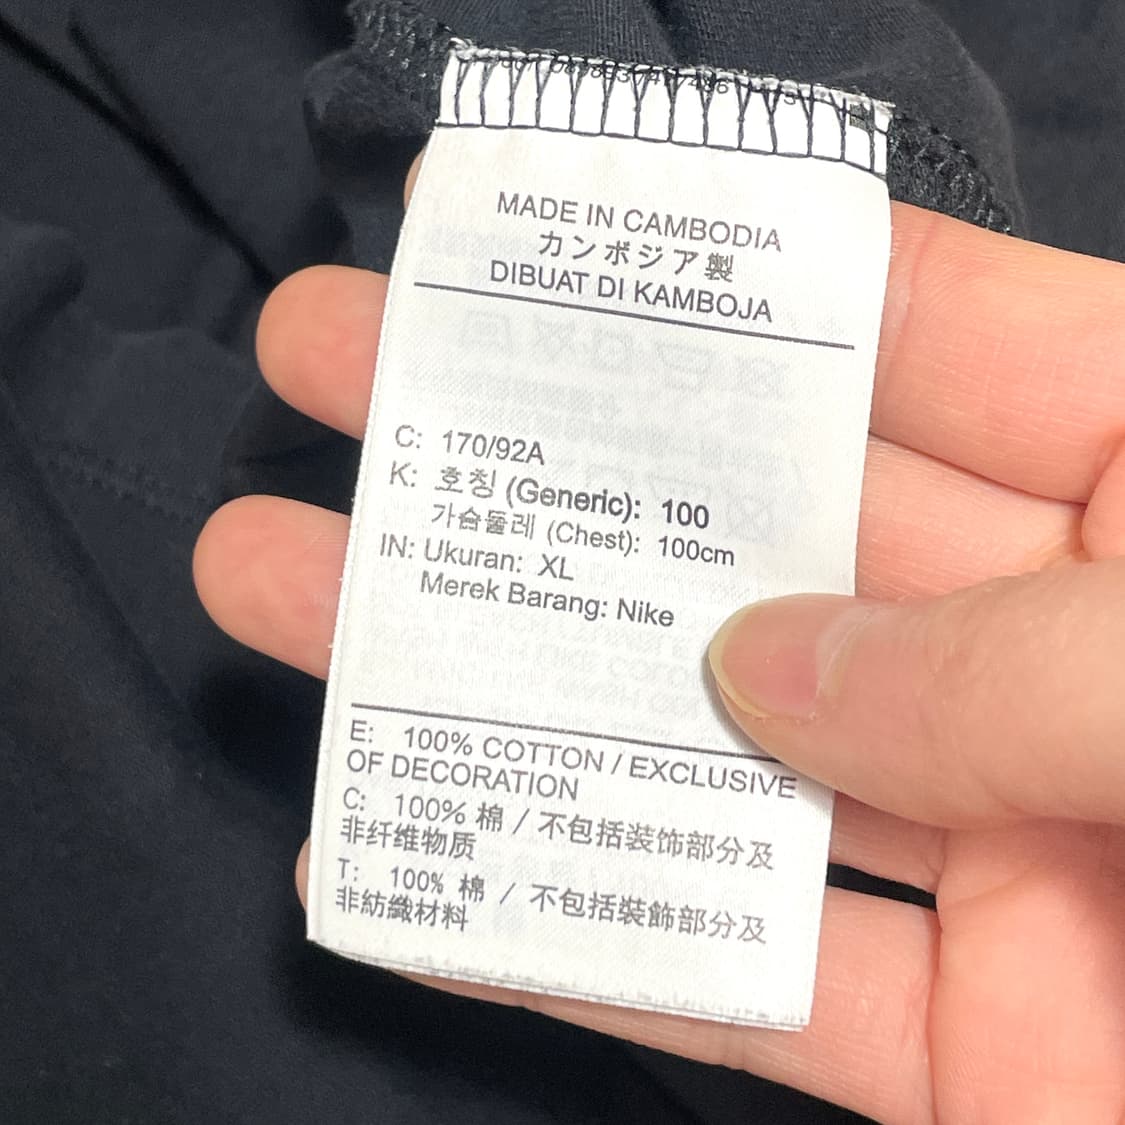 MADE IN CAMBODIA
カンボジア製
DIBUAT DI KAMBOJA
C: 170/92A
K: 호칭 (Generic): 100
가슴둘레 (Chest): 100cm
IN: Ukuran: XL
Merek Barang: Nike
E: 100% COTTON / EXCLUSIVE
OF DECORATION
C: 100% 棉 / 不包括装饰部分及
非纤维物质
T: 100% 棉 / 不包括裝飾部分及
非紡織材料